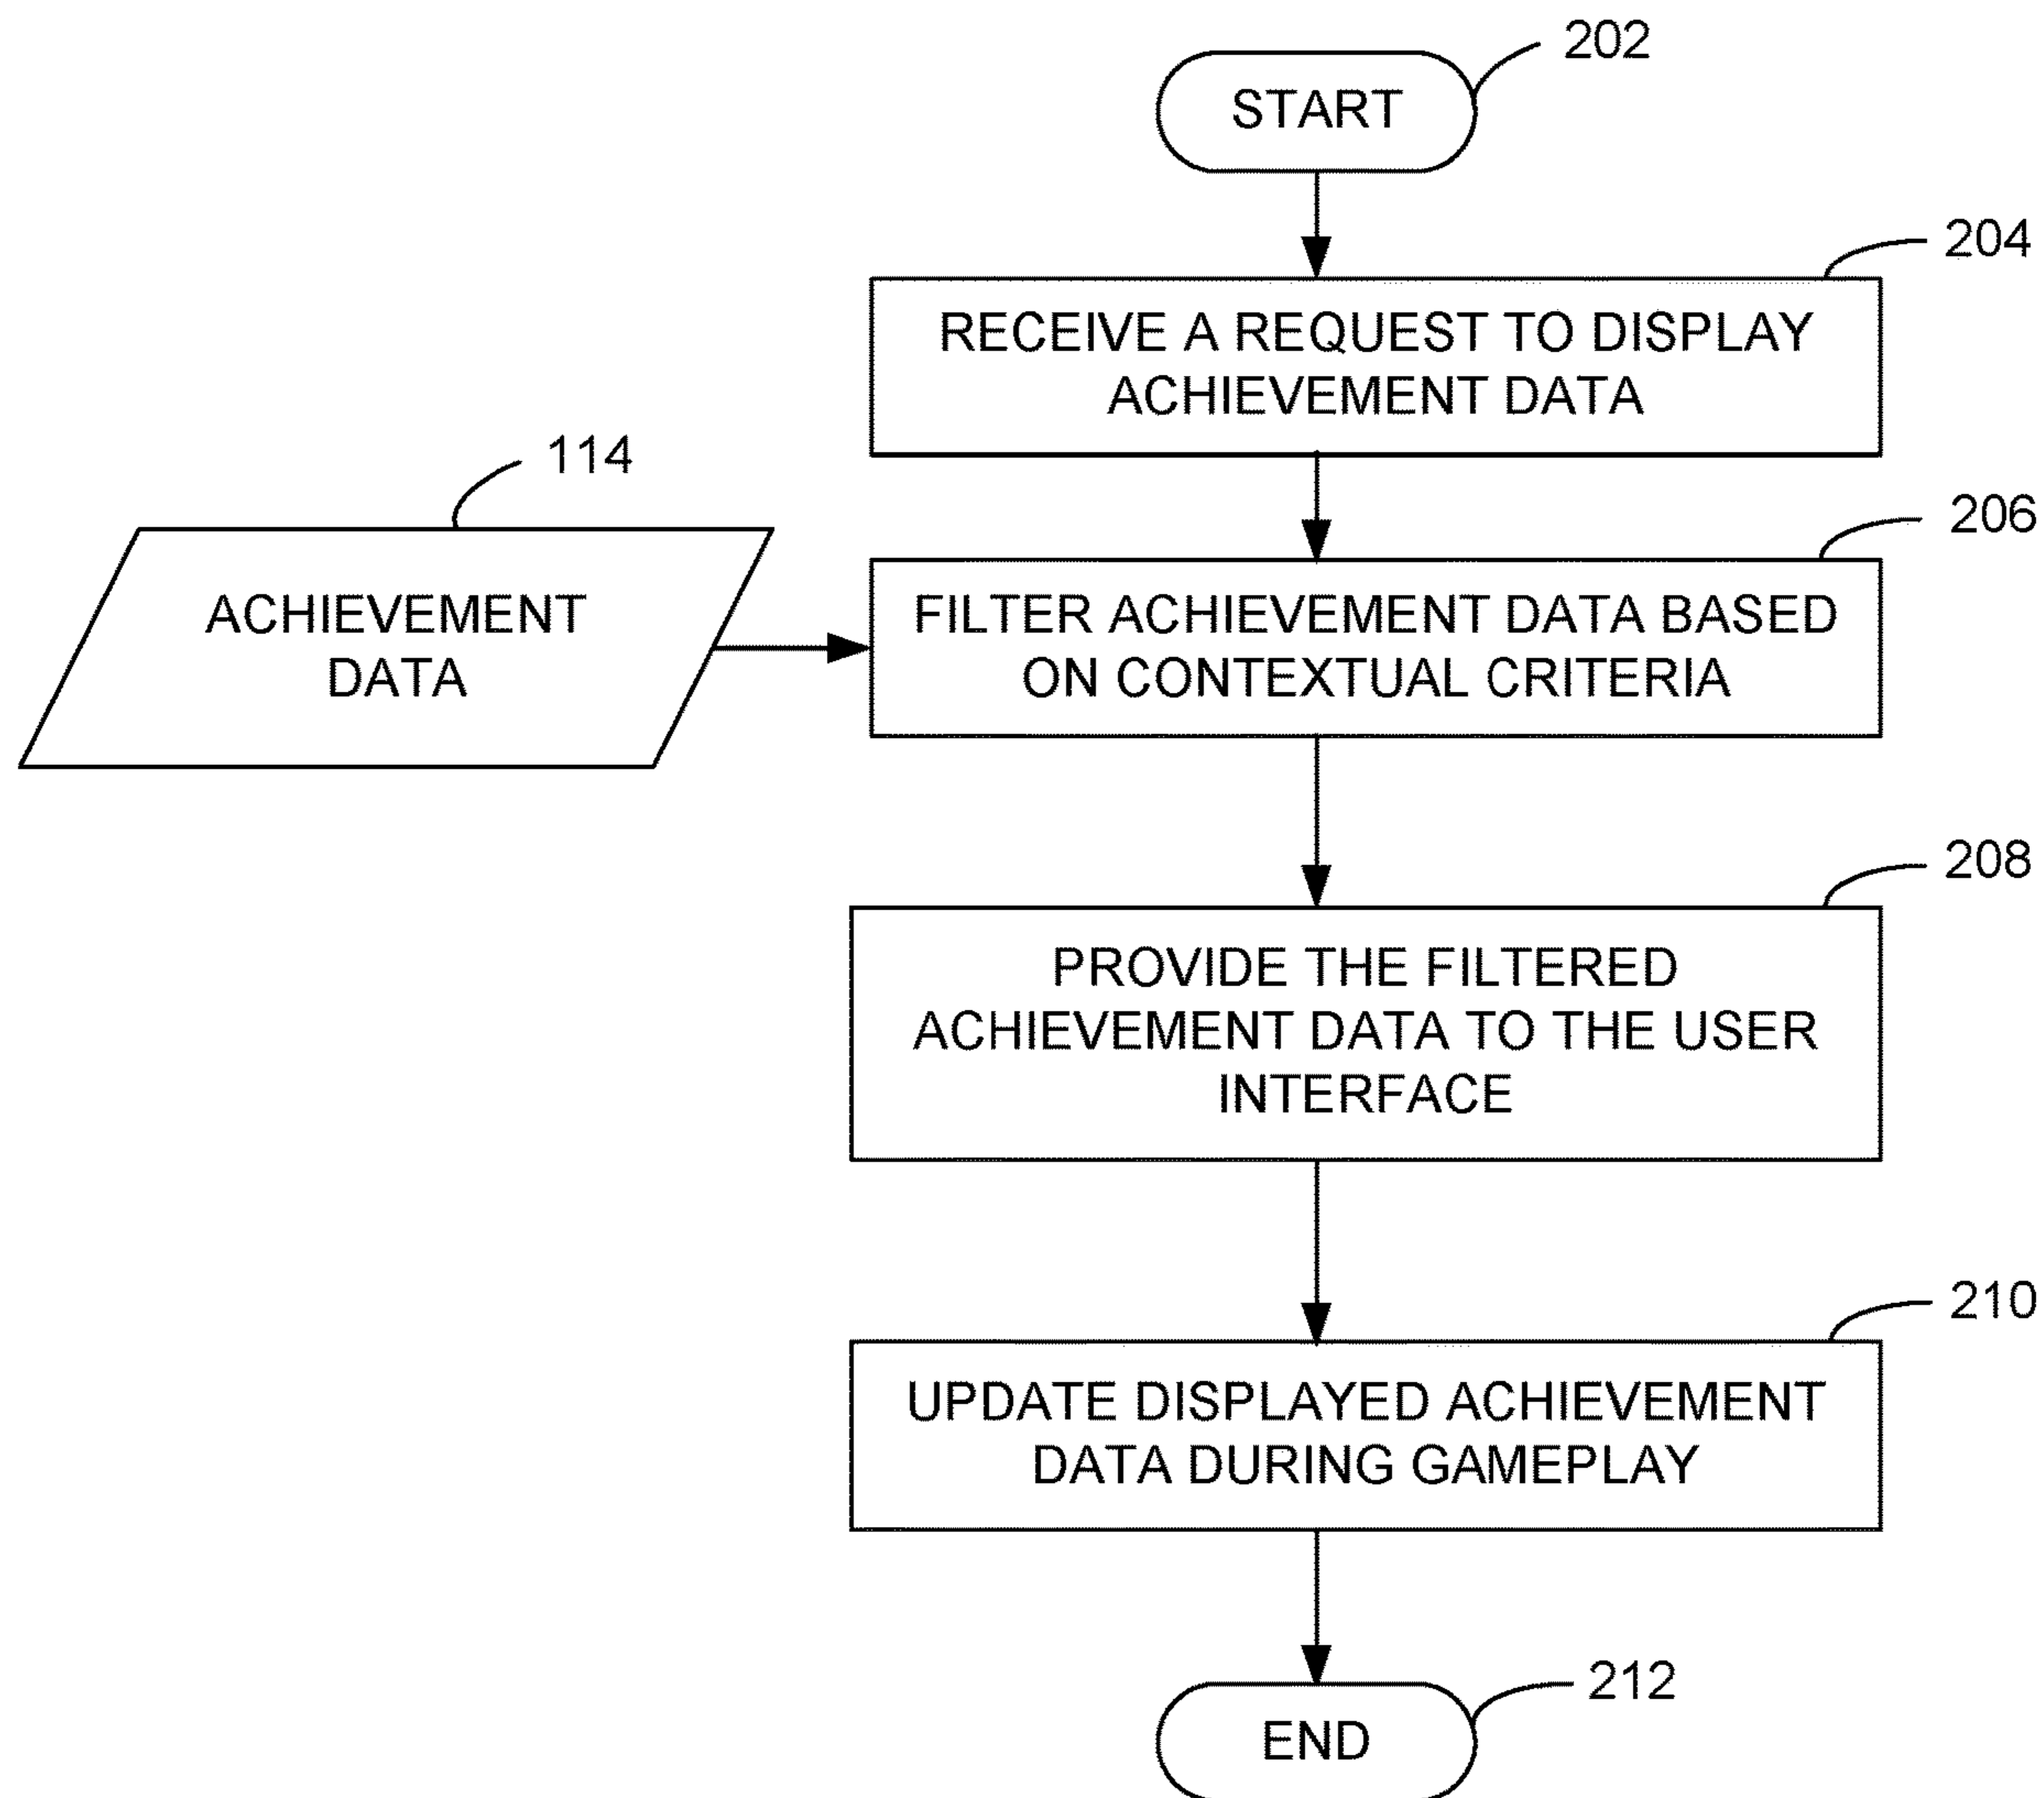 202
START
204
RECEIVE A REQUEST TO DISPLAY
ACHIEVEMENT DATA
114
206
ACHIEVEMENT
DATA
FILTER ACHIEVEMENT DATA BASED
ON CONTEXTUAL CRITERIA
208
PROVIDE THE FILTERED
ACHIEVEMENT DATA TO THE USER
INTERFACE
210
UPDATE DISPLAYED ACHIEVEMENT
DATA DURING GAMEPLAY
212
END